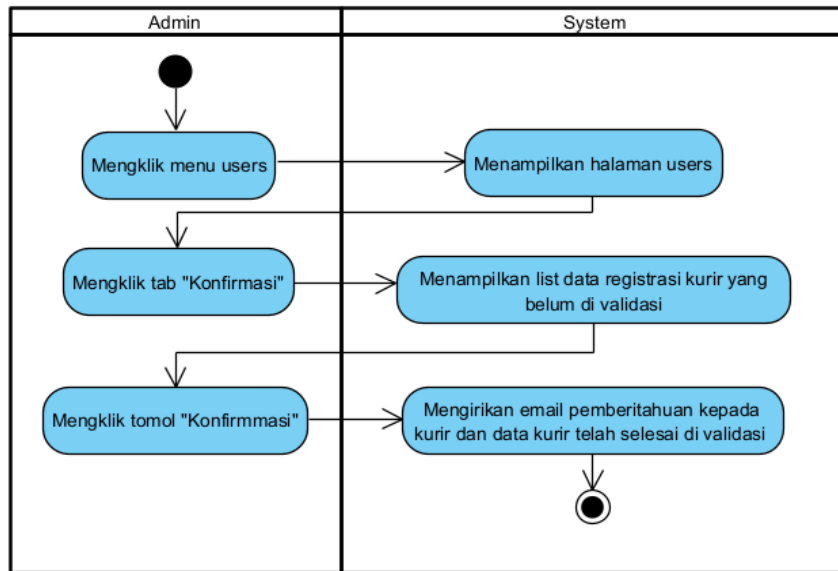 Admin
System
Mengklik menu users
Menampilkan halaman users
Mengklik tab "Konfirmasi"
Menampilkan list data registrasi kurir yang
belum di validasi
Mengklik tomol "Konfirmmasi"
Mengirikan email pemberitahuan kepada
kurir dan data kurir telah selesai di validasi